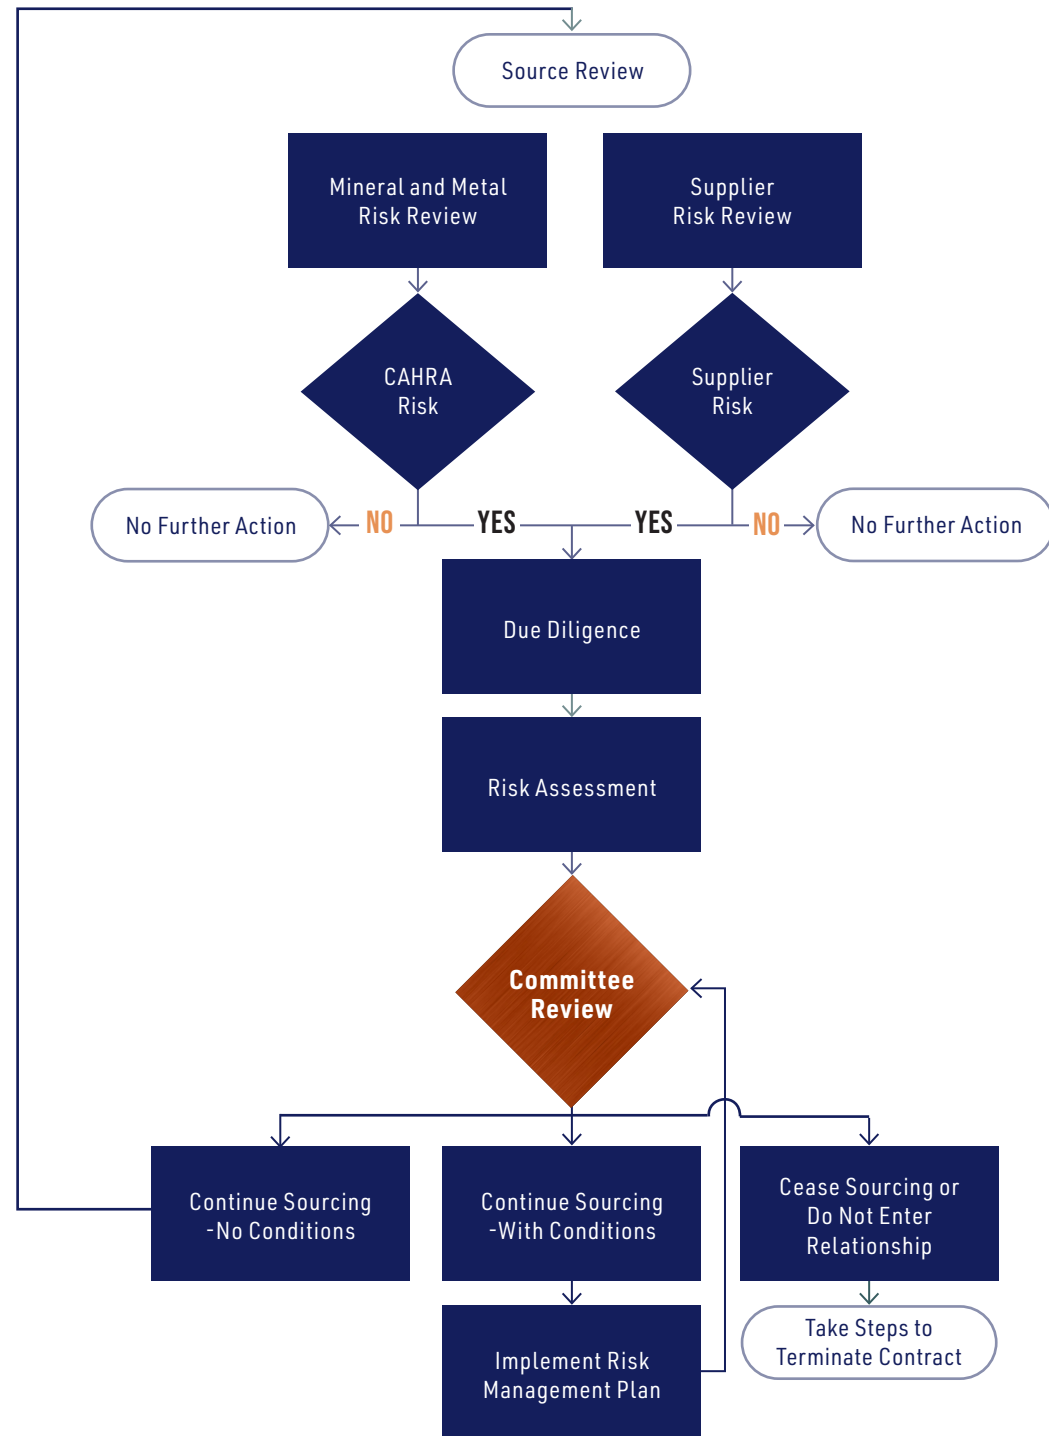 Source Review
Mineral and Metal
Risk Review
Supplier
Risk Review
CAHRA
Risk
Supplier
Risk
No Further Action
NO
YES
YES
NO
No Further Action
Due Diligence
Risk Assessment
Committee
Review
Continue Sourcing
-No Conditions
Continue Sourcing
-With Conditions
Cease Sourcing or
Do Not Enter
Relationship
Implement Risk
Management Plan
Take Steps to
Terminate Contract